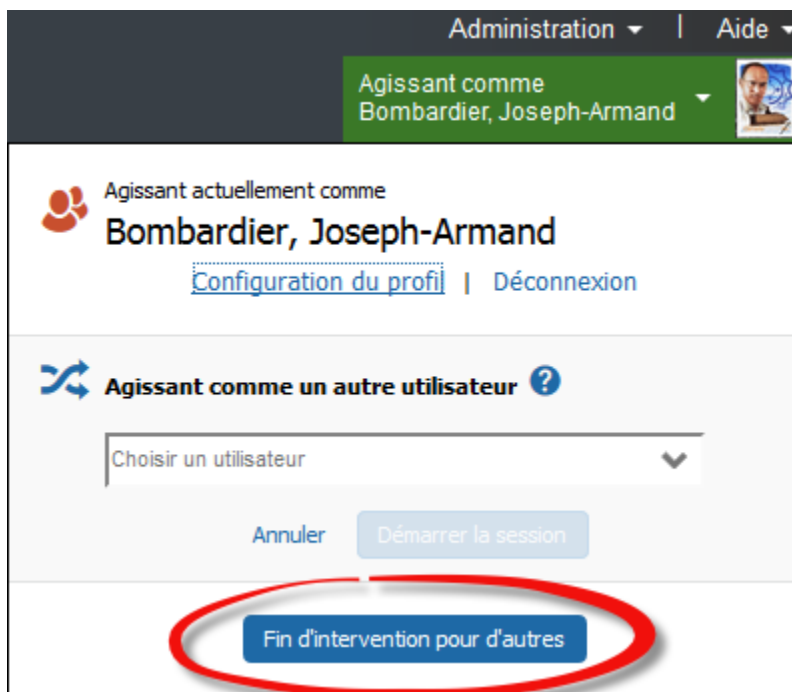 Administration | Aide
Agissant comme
Bombardier, Joseph-Armand
Agissant actuellement comme
Bombardier, Joseph-Armand
Configuration du profil | Déconnexion
Agissant comme un autre utilisateur ?
Choisir un utilisateur
Annuler Démarrer la session
Fin d'intervention pour d'autres